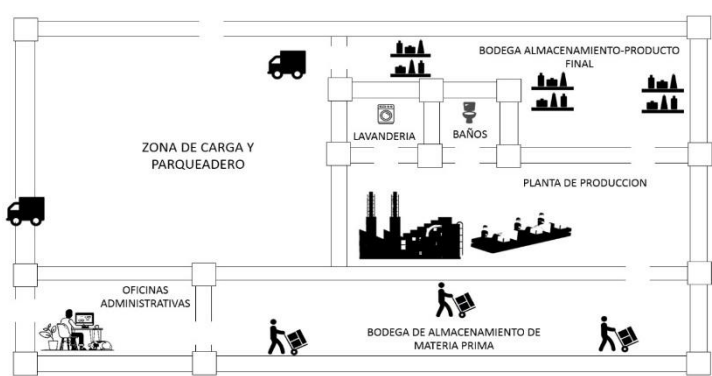 BODEGA ALMACENAMIENTO-PRODUCTO
FINAL
LAVANDERIA
BAÑOS
ZONA DE CARGA Y
PARQUEADERO
PLANTA DE PRODUCCION
OFICINAS
ADMINISTRATIVAS
BODEGA DE ALMACENAMIENTO DE
MATERIA PRIMA